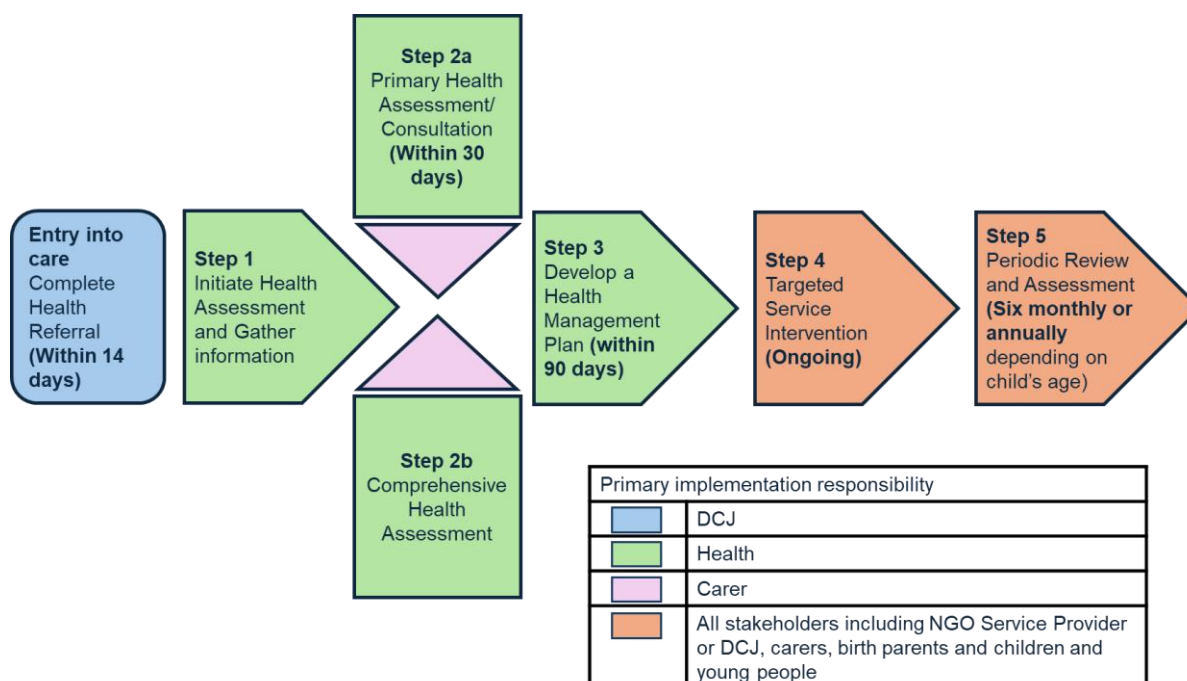 Entry into
care
Complete
Health
Referral
(Within 14
days)
Step 1
Initiate Health
Assessment
and Gather
information
Step 2a
Primary Health
Assessment/
Consultation
(Within 30
days)
Step 2b
Comprehensive
Health
Assessment
Step 3
Develop a
Health
Management
Plan (within
90 days)
Step 4
Targeted
Service
Intervention
(Ongoing)
Step 5
Periodic Review
and Assessment
(Six monthly or
annually
depending on
child's age)
Primary implementation responsibility
DCJ
Health
Carer
All stakeholders including NGO Service Provider
or DCJ, carers, birth parents and children and
young people